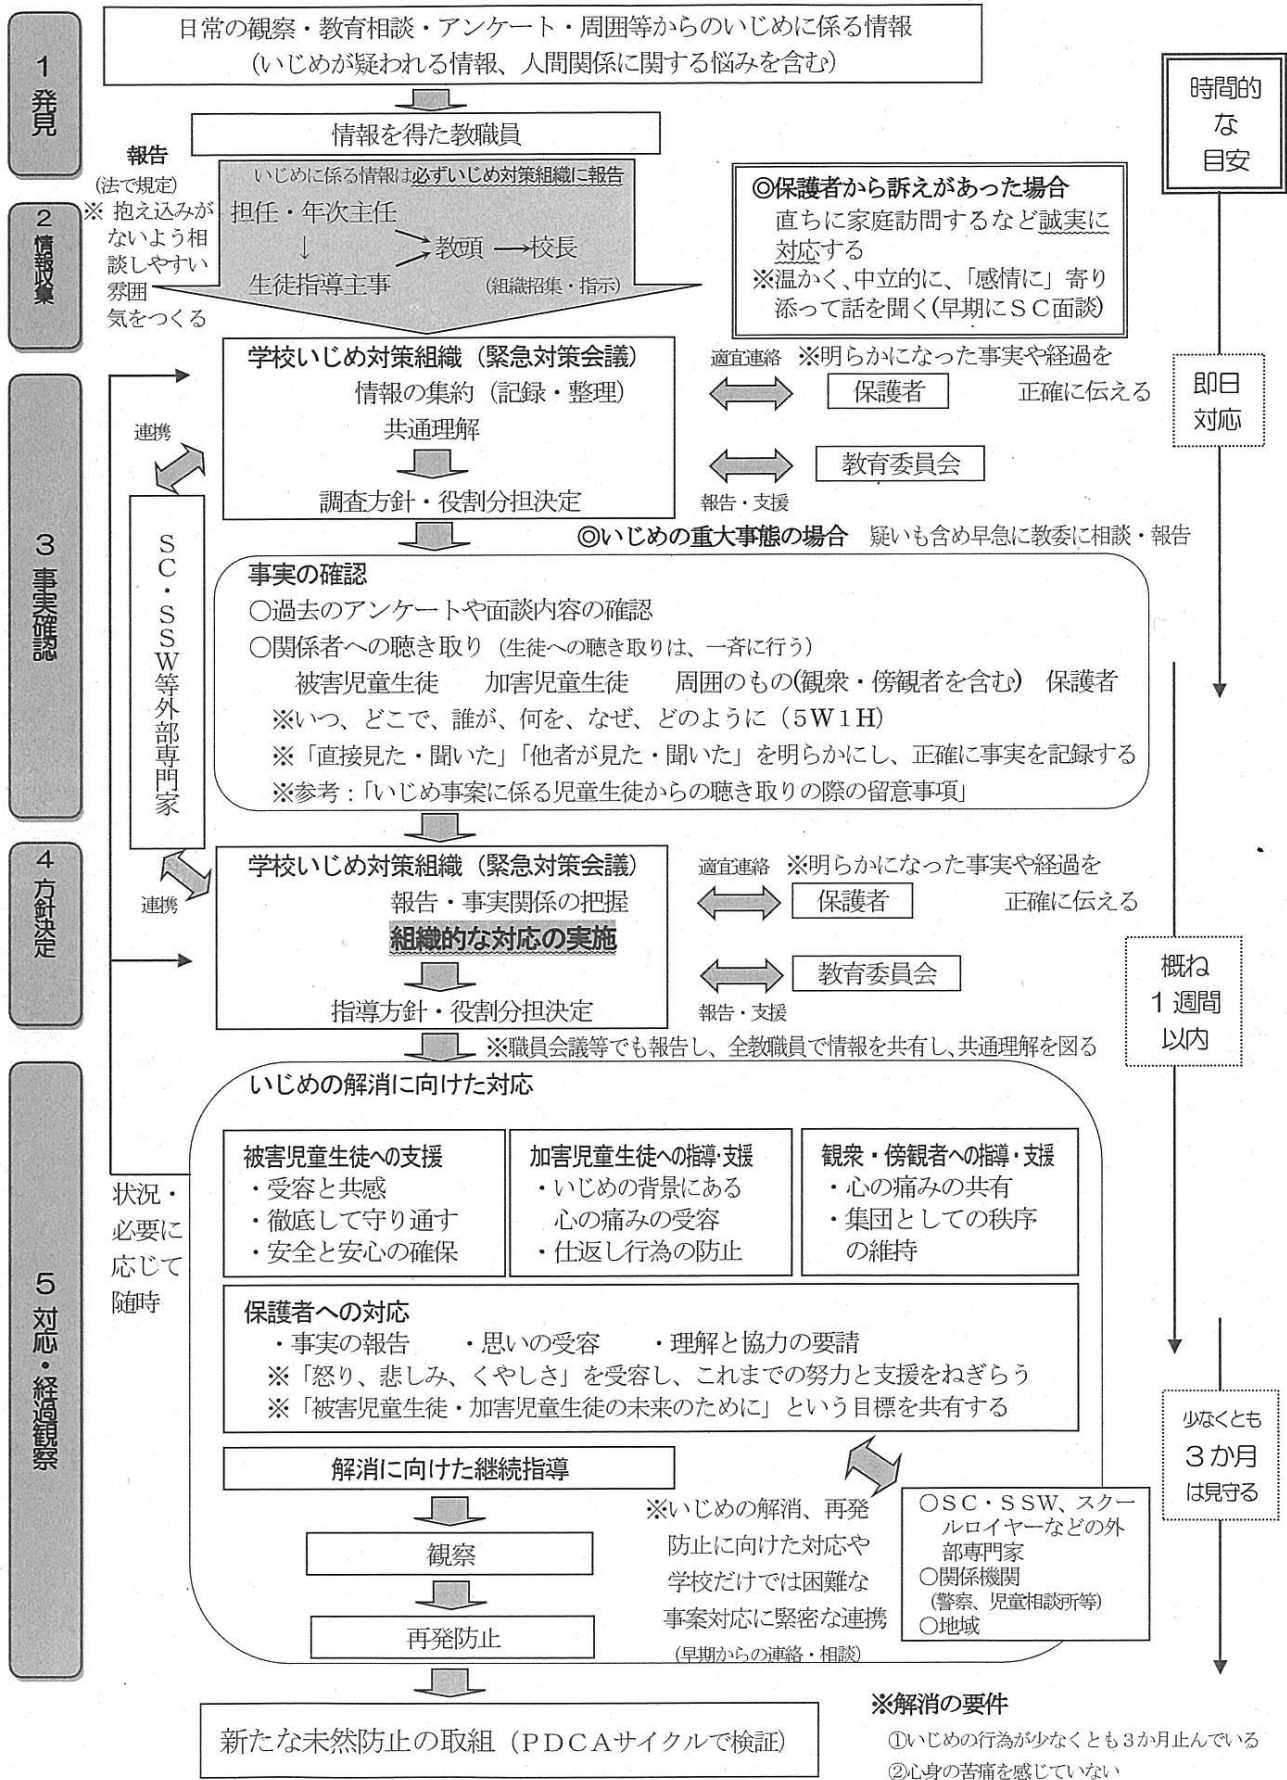 1 発見
日常の観察・教育相談・アンケート・周囲等からのいじめに係る情報
(いじめが疑われる情報、人間関係に関する悩みを含む)
情報を得た教職員
時間的
な
目安
2 情報収集
報告
(法で規定)
※ 抱え込みが
ないよう相
談しやすい
雰囲
気をつくる
いじめに係る情報は必ずいじめ対策組織に報告
担任・年次主任
↓
生徒指導主事
教頭 →校長
(組織招集・指示)
◎保護者から訴えがあった場合
直ちに家庭訪問するなど誠実に
対応する
※温かく、中立的に、「感情に」寄り
添って話を聞く(早期にＳＣ面談)
3 事実確認
学校いじめ対策組織（緊急対策会議）
情報の集約（記録・整理）
共通理解
調査方針・役割分担決定
適宜連絡 ※明らかになった事実や経過を
保護者 正確に伝える
教育委員会
報告・支援
即日
対応
連携
ＳＣ・ＳＳＷ等外部専門家
連携
◎いじめの重大事態の場合 疑いも含め早急に教委に相談・報告
事実の確認
○過去のアンケートや面談内容の確認
○関係者への聴き取り（生徒への聴き取りは、一斉に行う）
被害児童生徒 加害児童生徒 周囲のもの(観衆・傍観者を含む) 保護者
※いつ、どこで、誰が、何を、なぜ、どのように（５Ｗ１Ｈ）
※「直接見た・聞いた」「他者が見た・聞いた」を明らかにし、正確に事実を記録する
※参考：「いじめ事案に係る児童生徒からの聴き取りの際の留意事項」
4 方針決定
学校いじめ対策組織（緊急対策会議）
報告・事実関係の把握
組織的な対応の実施
指導方針・役割分担決定
適宜連絡 ※明らかになった事実や経過を
保護者 正確に伝える
教育委員会
報告・支援
概ね
１週間
以内
※職員会議等でも報告し、全教職員で情報を共有し、共通理解を図る
5 対応・経過観察
状況・
必要に
応じて
随時
いじめの解消に向けた対応
被害児童生徒への支援
・受容と共感
・徹底して守り通す
・安全と安心の確保
加害児童生徒への指導・支援
・いじめの背景にある
心の痛みの受容
・仕返し行為の防止
観衆・傍観者への指導・支援
・心の痛みの共有
・集団としての秩序
の維持
保護者への対応
・事実の報告 ・思いの受容 ・理解と協力の要請
※「怒り、悲しみ、くやしさ」を受容し、これまでの努力と支援をねぎらう
※「被害児童生徒・加害児童生徒の未来のために」という目標を共有する
少なくとも
３か月
は見守る
解消に向けた継続指導
観察
再発防止
※いじめの解消、再発
防止に向けた対応や
学校だけでは困難な
事案対応に緊密な連携
(早期からの連絡・相談)
○ＳＣ・ＳＳＷ、スクー
ルロイヤーなどの外
部専門家
○関係機関
(警察、児童相談所等)
○地域
新たな未然防止の取組（ＰＤＣＡサイクルで検証）
※解消の要件
①いじめの行為が少なくとも３か月止んでいる
②心身の苦痛を感じていない